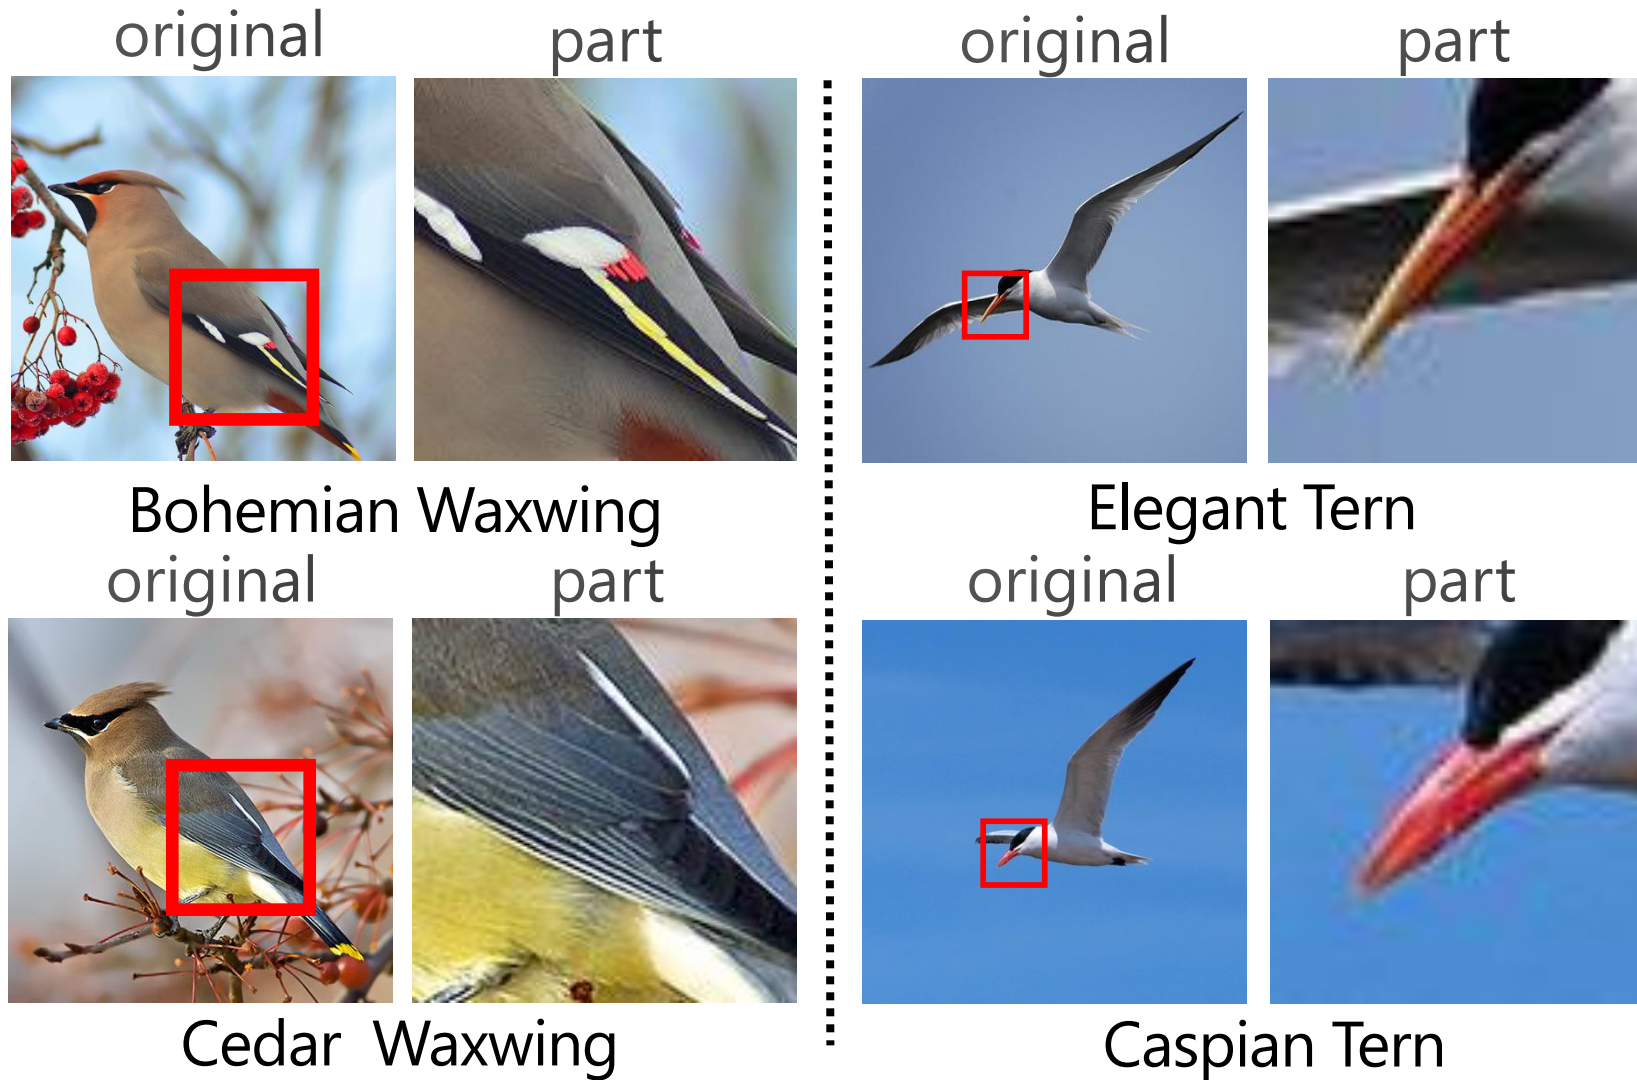 original part
Bohemian Waxwing
original part
Cedar Waxwing
original part
Elegant Tern
original part
Caspian Tern